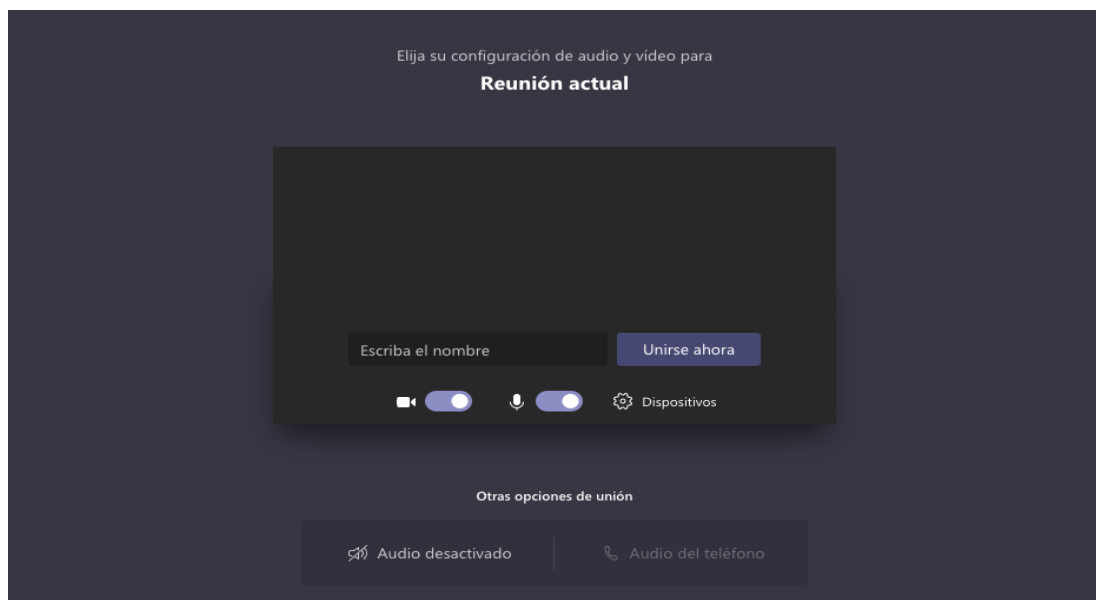 Elija su configuración de audio y vídeo para
Reunión actual
Escriba el nombre
Unirse ahora
Dispositivos
Otras opciones de unión
Audio desactivado
Audio del teléfono